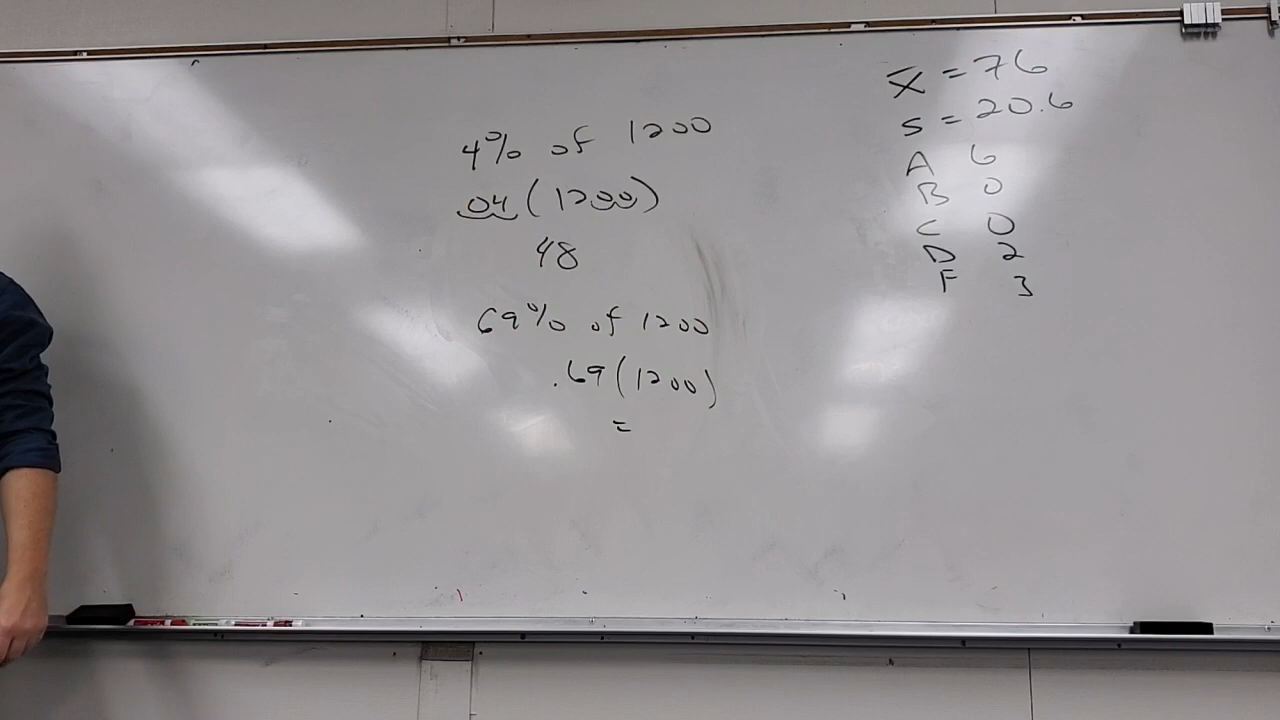 4% of 1200
.04(1200)
48
69% of 1200
.69(1200)
=
x̄ = 76
s = 20.6
A 6
B 0
C 0
D 2
F 3